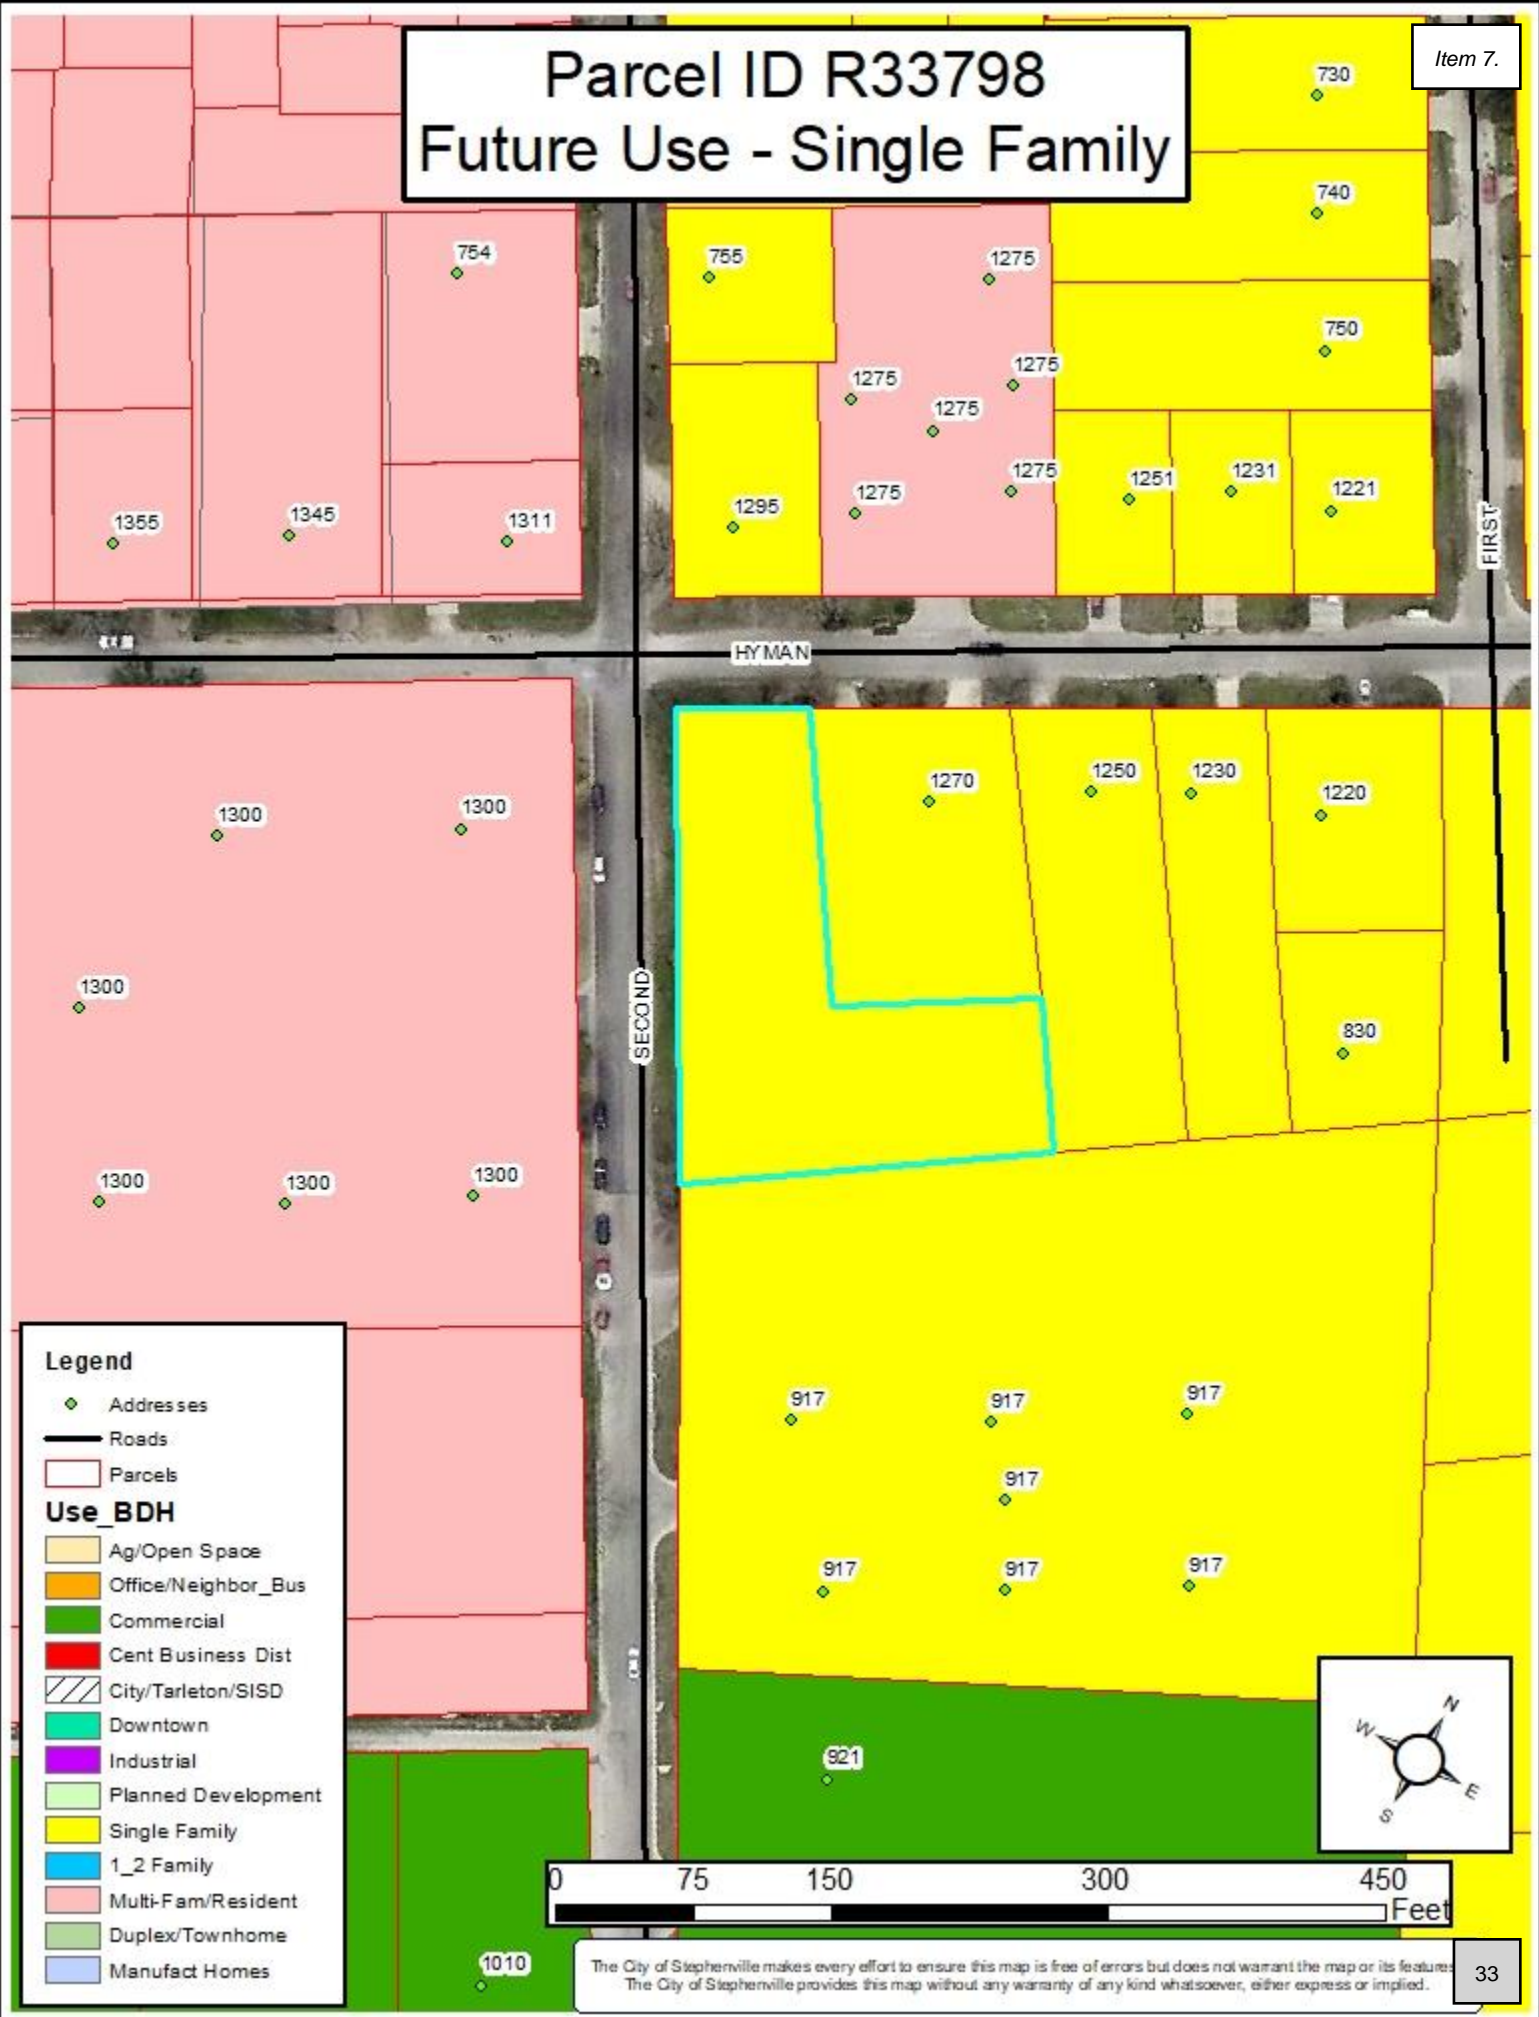 Parcel ID R33798
Future Use - Single Family
Item 7.
730
740
754
755
1275
750
1275
1275
1275
1275
1275
1251
1231
1221
1295
1355
1345
1311
FIRST
HYMAN
1270
1250
1230
1220
1300
1300
1300
SECOND
830
1300
1300
1300
917
917
917
917
917
917
917
921
1010
Legend
Addresses
Roads
Parcels
Use_BDH
Ag/Open Space
Office/Neighbor_Bus
Commercial
Cent Business Dist
City/Tarleton/SISD
Downtown
Industrial
Planned Development
Single Family
1_2 Family
Multi-Fam/Resident
Duplex/Townhome
Manufact Homes
N
W
E
S
0 75 150 300 450
Feet
The City of Stephenville makes every effort to ensure this map is free of errors but does not warrant the map or its features
The City of Stephenville provides this map without any warranty of any kind whatsoever, either express or implied.
33